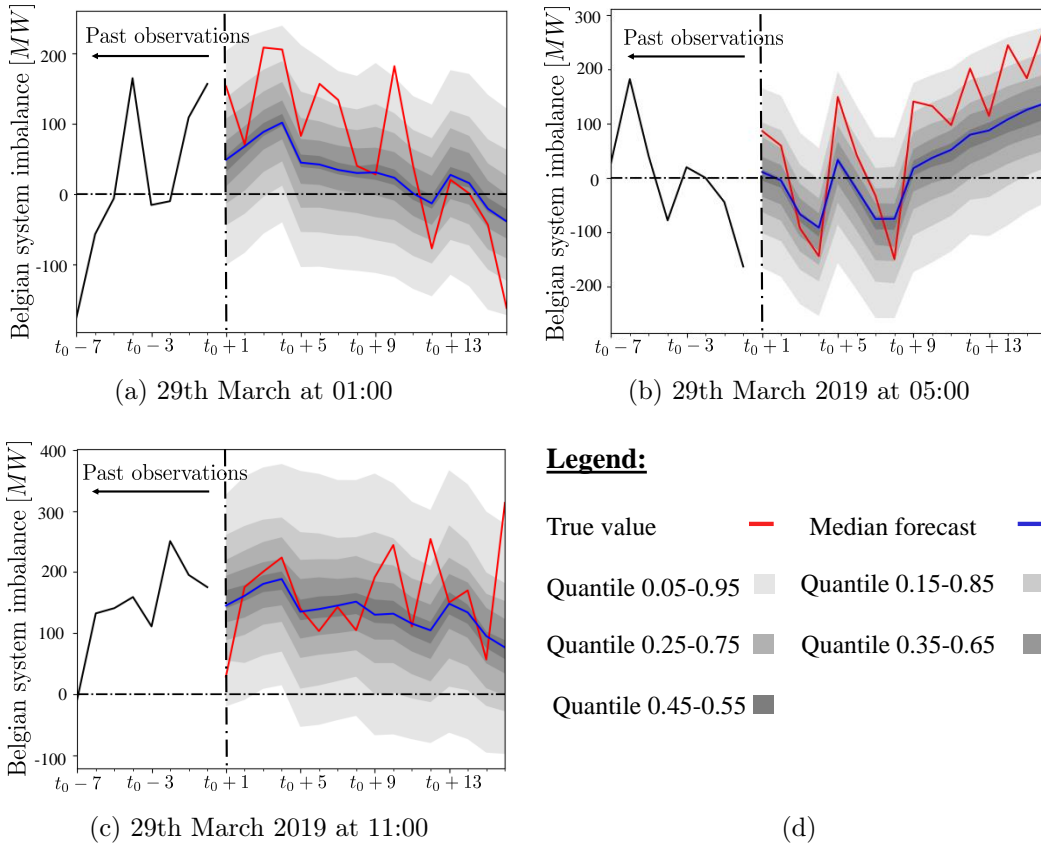 Belgian system imbalance [MW]
Past observations
200
100
0
-100
t₀ − 7
t₀ − 3
t₀ + 1
t₀ + 5
t₀ + 9
t₀ + 13
(a) 29th March at 01:00
Belgian system imbalance [MW]
Past observations
300
200
100
0
-100
-200
t₀ − 7
t₀ − 3
t₀ + 1
t₀ + 5
t₀ + 9
t₀ + 13
(b) 29th March 2019 at 05:00
Belgian system imbalance [MW]
Past observations
400
300
200
100
0
-100
t₀ − 7
t₀ − 3
t₀ + 1
t₀ + 5
t₀ + 9
t₀ + 13
(c) 29th March 2019 at 11:00
Legend:
True value
Median forecast
Quantile 0.05-0.95
Quantile 0.15-0.85
Quantile 0.25-0.75
Quantile 0.35-0.65
Quantile 0.45-0.55
(d)